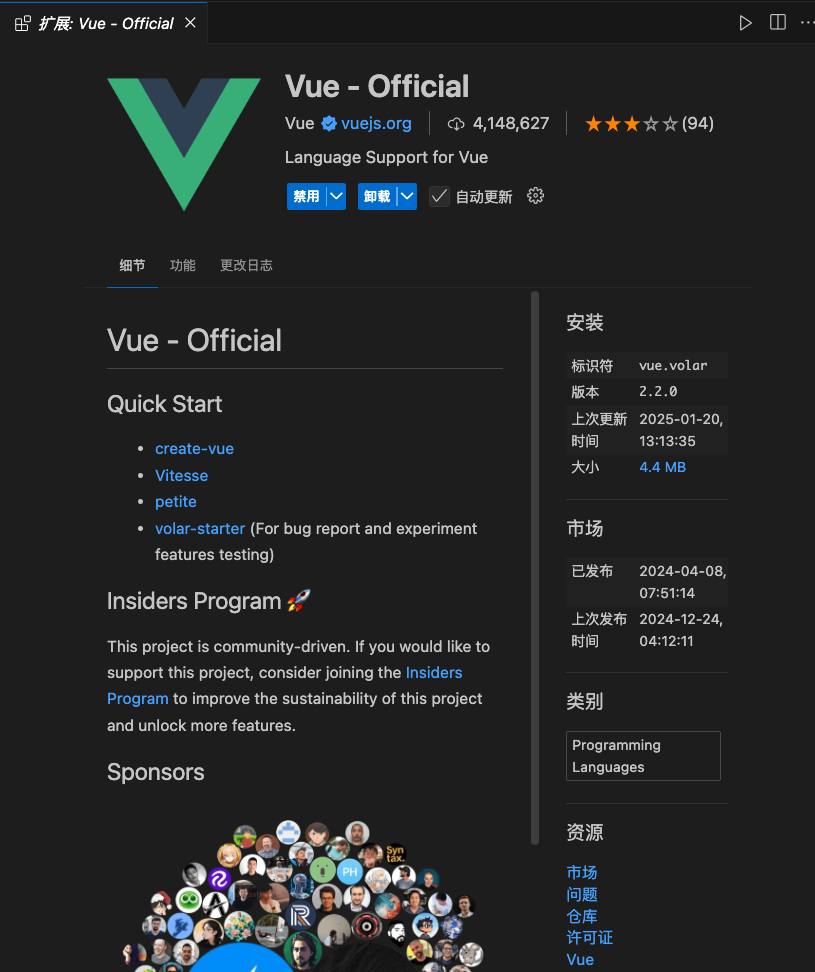 扩展: Vue - Official
Vue - Official
Vue vuejs.org 4,148,627 (94)
Language Support for Vue
禁用 卸载 自动更新
细节 功能 更改日志
Vue - Official
Quick Start
create-vue
Vitesse
petite
volar-starter (For bug report and experiment
features testing)
Insiders Program 🚀
This project is community-driven. If you would like to
support this project, consider joining the Insiders
Program to improve the sustainability of this project
and unlock more features.
Sponsors
Syn
tax.
PH
安装
标识符 vue.volar
版本 2.2.0
上次更新 2025-01-20,
时间 13:13:35
大小 4.4 MB
市场
已发布 2024-04-08,
07:51:14
上次发布 2024-12-24,
时间 04:12:11
类别
Programming
Languages
资源
市场
问题
仓库
许可证
Vue